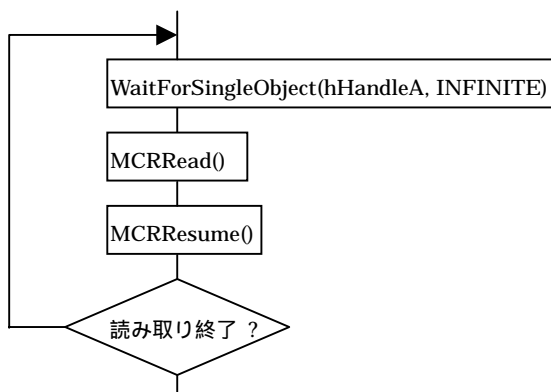 WaitForSingleObject(hHandleA, INFINITE)
MCRRead()
MCRResume()
読み取り終了 ?